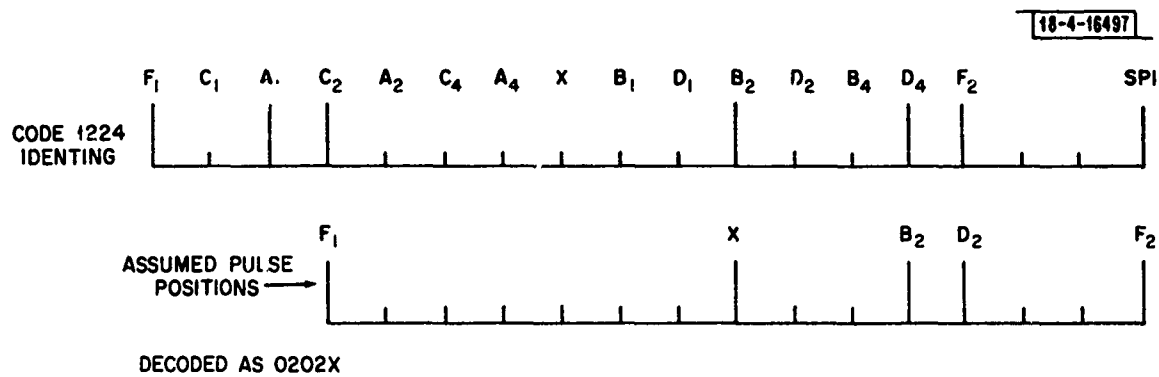 18-4-16497
F₁ C₁ A. C₂ A₂ C₄ A₄ X B₁ D₁ B₂ D₂ B₄ D₄ F₂ SPI
CODE 1224
IDENTING
F₁ X B₂ D₂ F₂
ASSUMED PULSE
POSITIONS
DECODED AS 0202X